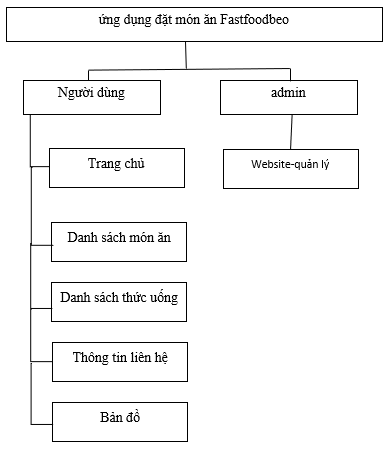 ứng dụng đặt món ăn Fastfoodbeo
Người dùng
admin
Trang chủ
Website-quản lý
Danh sách món ăn
Danh sách thức uống
Thông tin liên hệ
Bản đồ